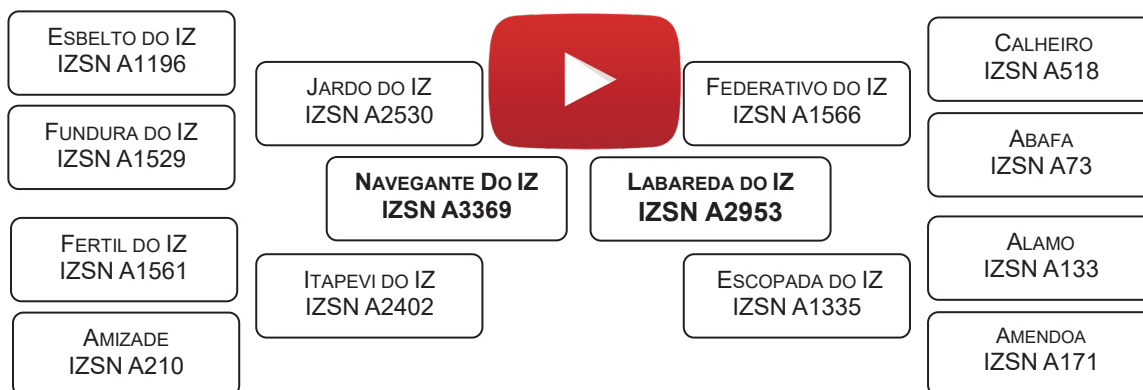 ESBELTO DO IZ
IZSN A1196
FUNDURA DO IZ
IZSN A1529
FERTIL DO IZ
IZSN A1561
AMIZADE
IZSN A210
JARDO DO IZ
IZSN A2530
ITAPEVI DO IZ
IZSN A2402
NAVEGANTE DO IZ
IZSN A3369
LABAREDA DO IZ
IZSN A2953
FEDERATIVO DO IZ
IZSN A1566
ESCOPADA DO IZ
IZSN A1335
CALHEIRO
IZSN A518
ABAFA
IZSN A73
ALAMO
IZSN A133
AMENDOA
IZSN A171